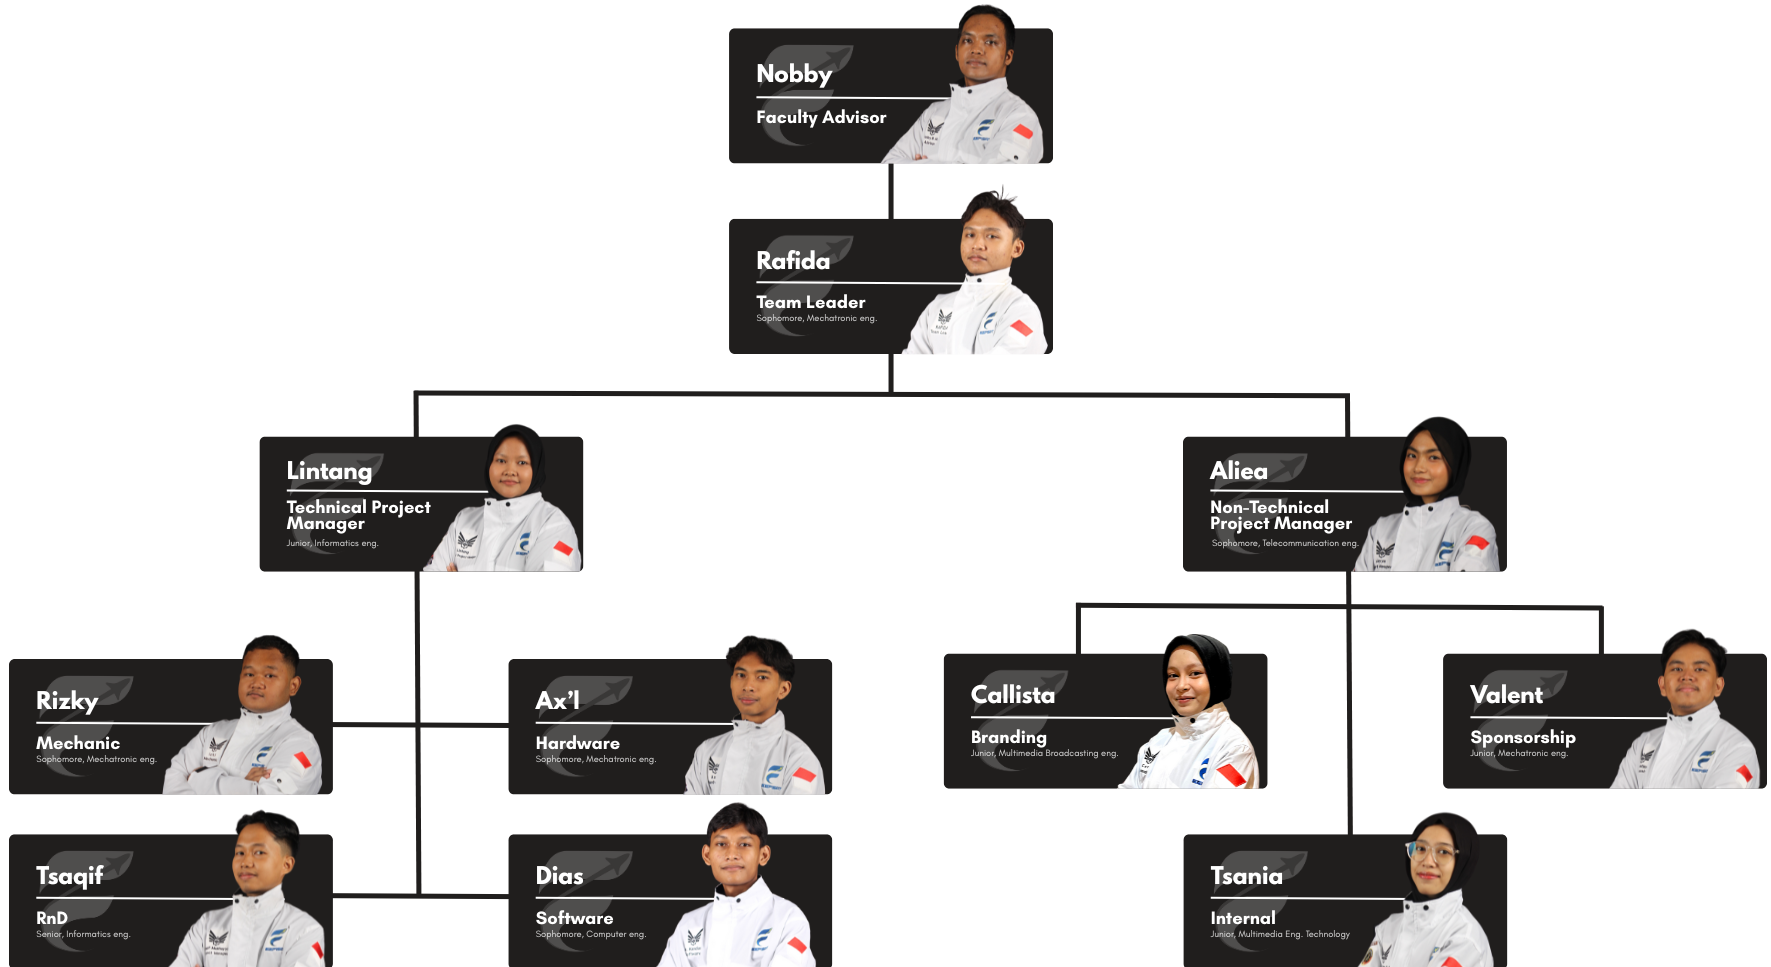 Nobby
Faculty Advisor
Rafida
Team Leader
Sophomore, Mechatronic eng.
Lintang
Technical Project
Manager
Junior, Informatics eng.
Aliea
Non-Technical
Project Manager
Sophomore, Telecommunication eng.
Rizky
Mechanic
Sophomore, Mechatronic eng.
Ax'l
Hardware
Sophomore, Mechatronic eng.
Callista
Branding
Junior, Multimedia Broadcasting eng.
Valent
Sponsorship
Junior, Mechatronic eng.
Tsaqif
RnD
Senior, Informatics eng.
Dias
Software
Sophomore, Computer eng.
Tsania
Internal
Junior, Multimedia Eng. Technology